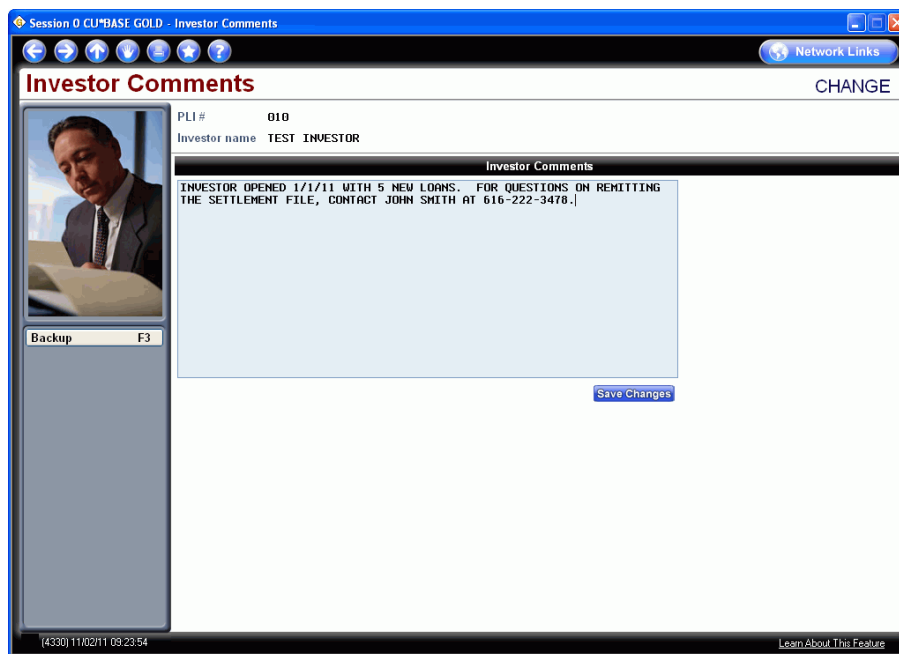 Session 0 CU*BASE GOLD - Investor Comments
Network Links
Investor Comments
CHANGE
PLI # 010
Investor name TEST INVESTOR
Investor Comments
INVESTOR OPENED 1/1/11 WITH 5 NEW LOANS. FOR QUESTIONS ON REMITTING
THE SETTLEMENT FILE, CONTACT JOHN SMITH AT 616-222-3478.
Backup F3
Save Changes
(4330) 11/02/11 09:23:54
Learn About This Feature